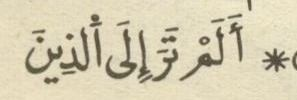 * أَلَمْ تَرَ إِلَى ٱلَّذِينَ